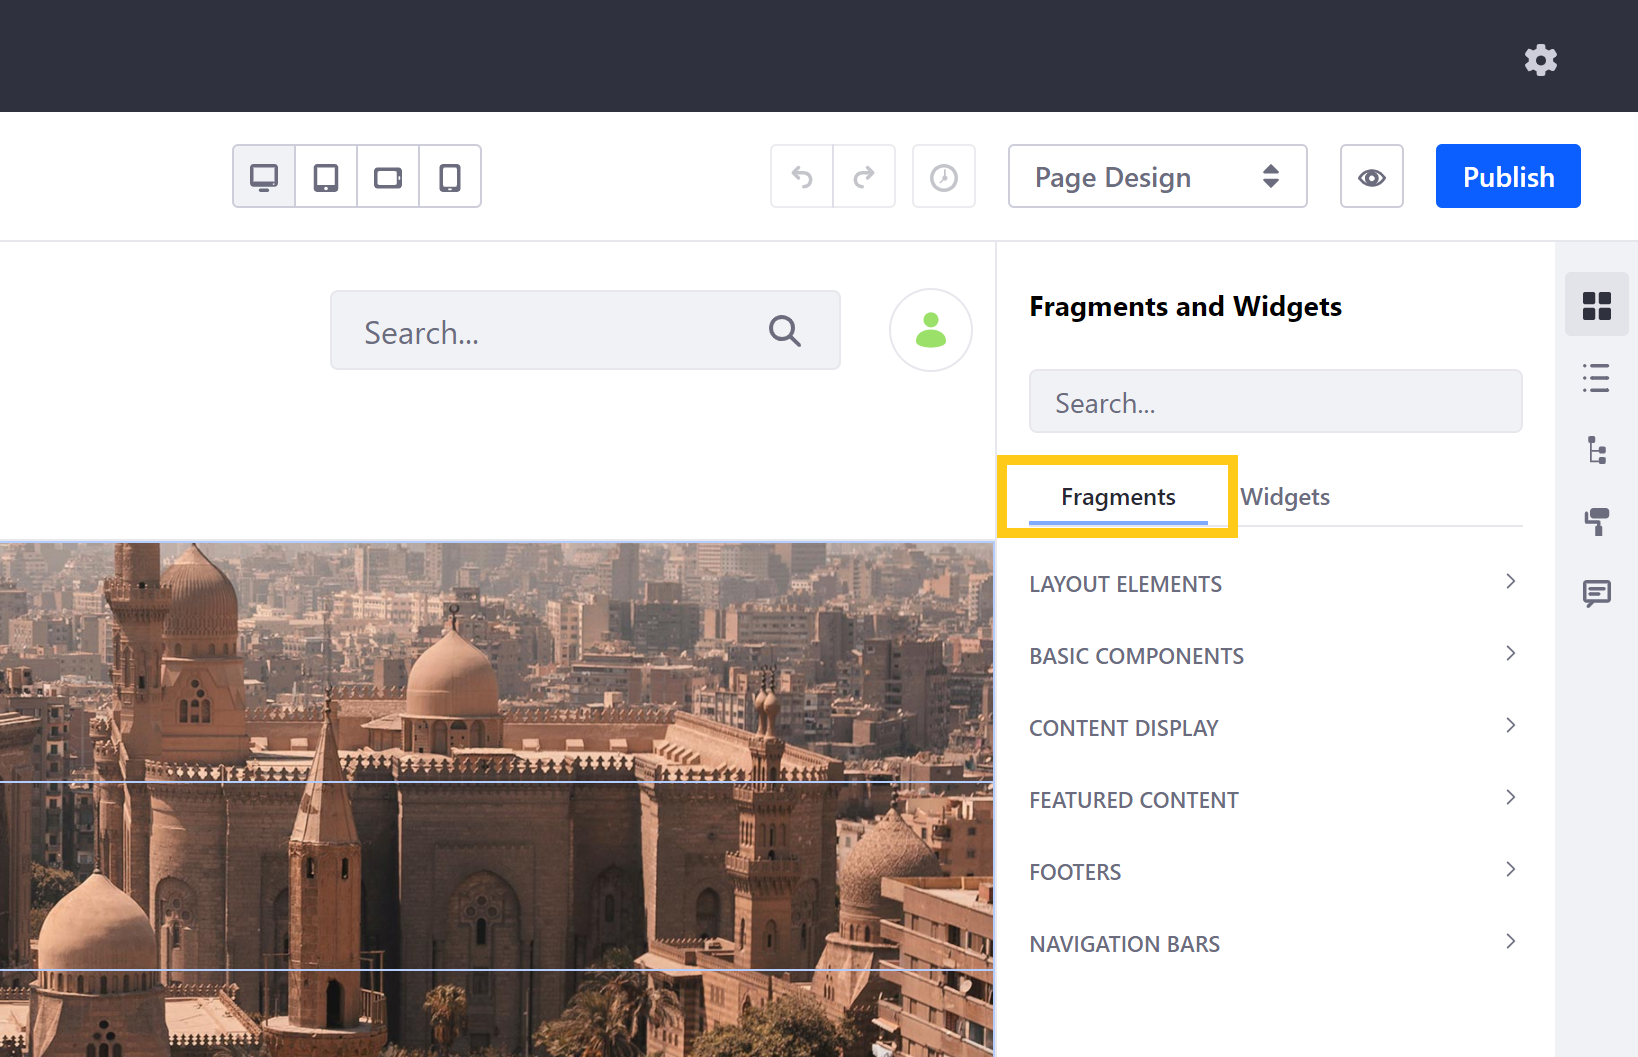 Page Design
Publish
Search...
Fragments and Widgets
Search...
Fragments
Widgets
LAYOUT ELEMENTS
BASIC COMPONENTS
CONTENT DISPLAY
FEATURED CONTENT
FOOTERS
NAVIGATION BARS